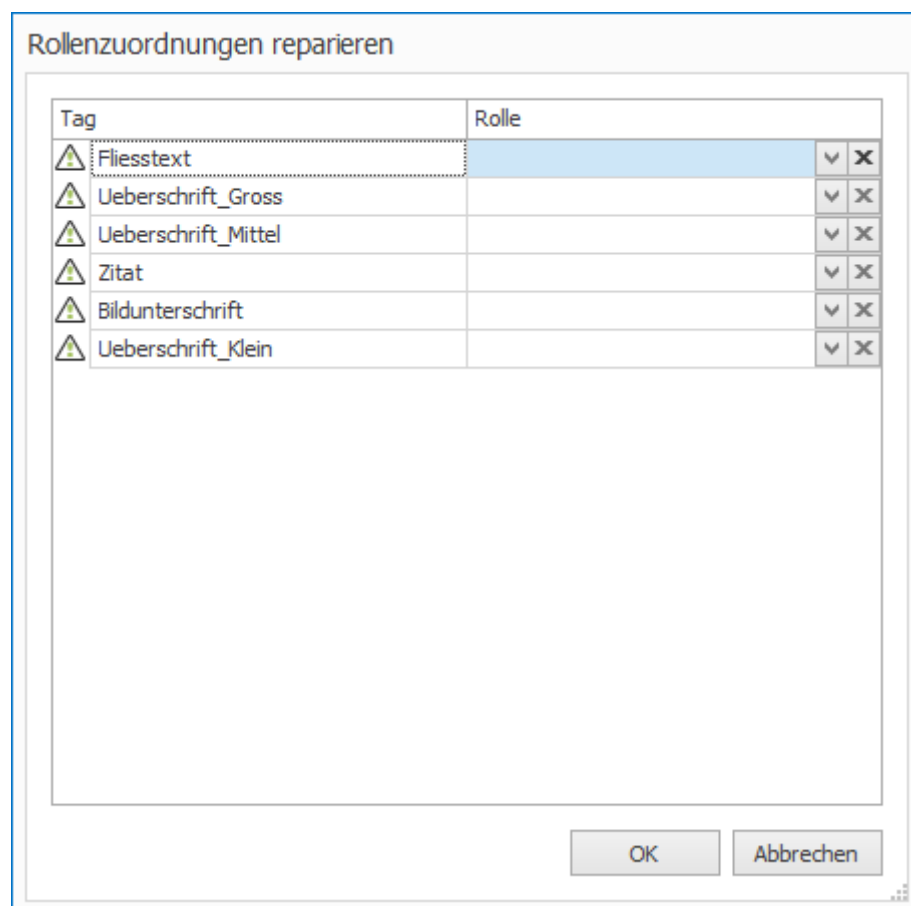 Rollenzuordnungen reparieren
Tag Rolle
Fliesstext
Ueberschrift_Gross
Ueberschrift_Mittel
Zitat
Bildunterschrift
Ueberschrift_Klein
OK Abbrechen